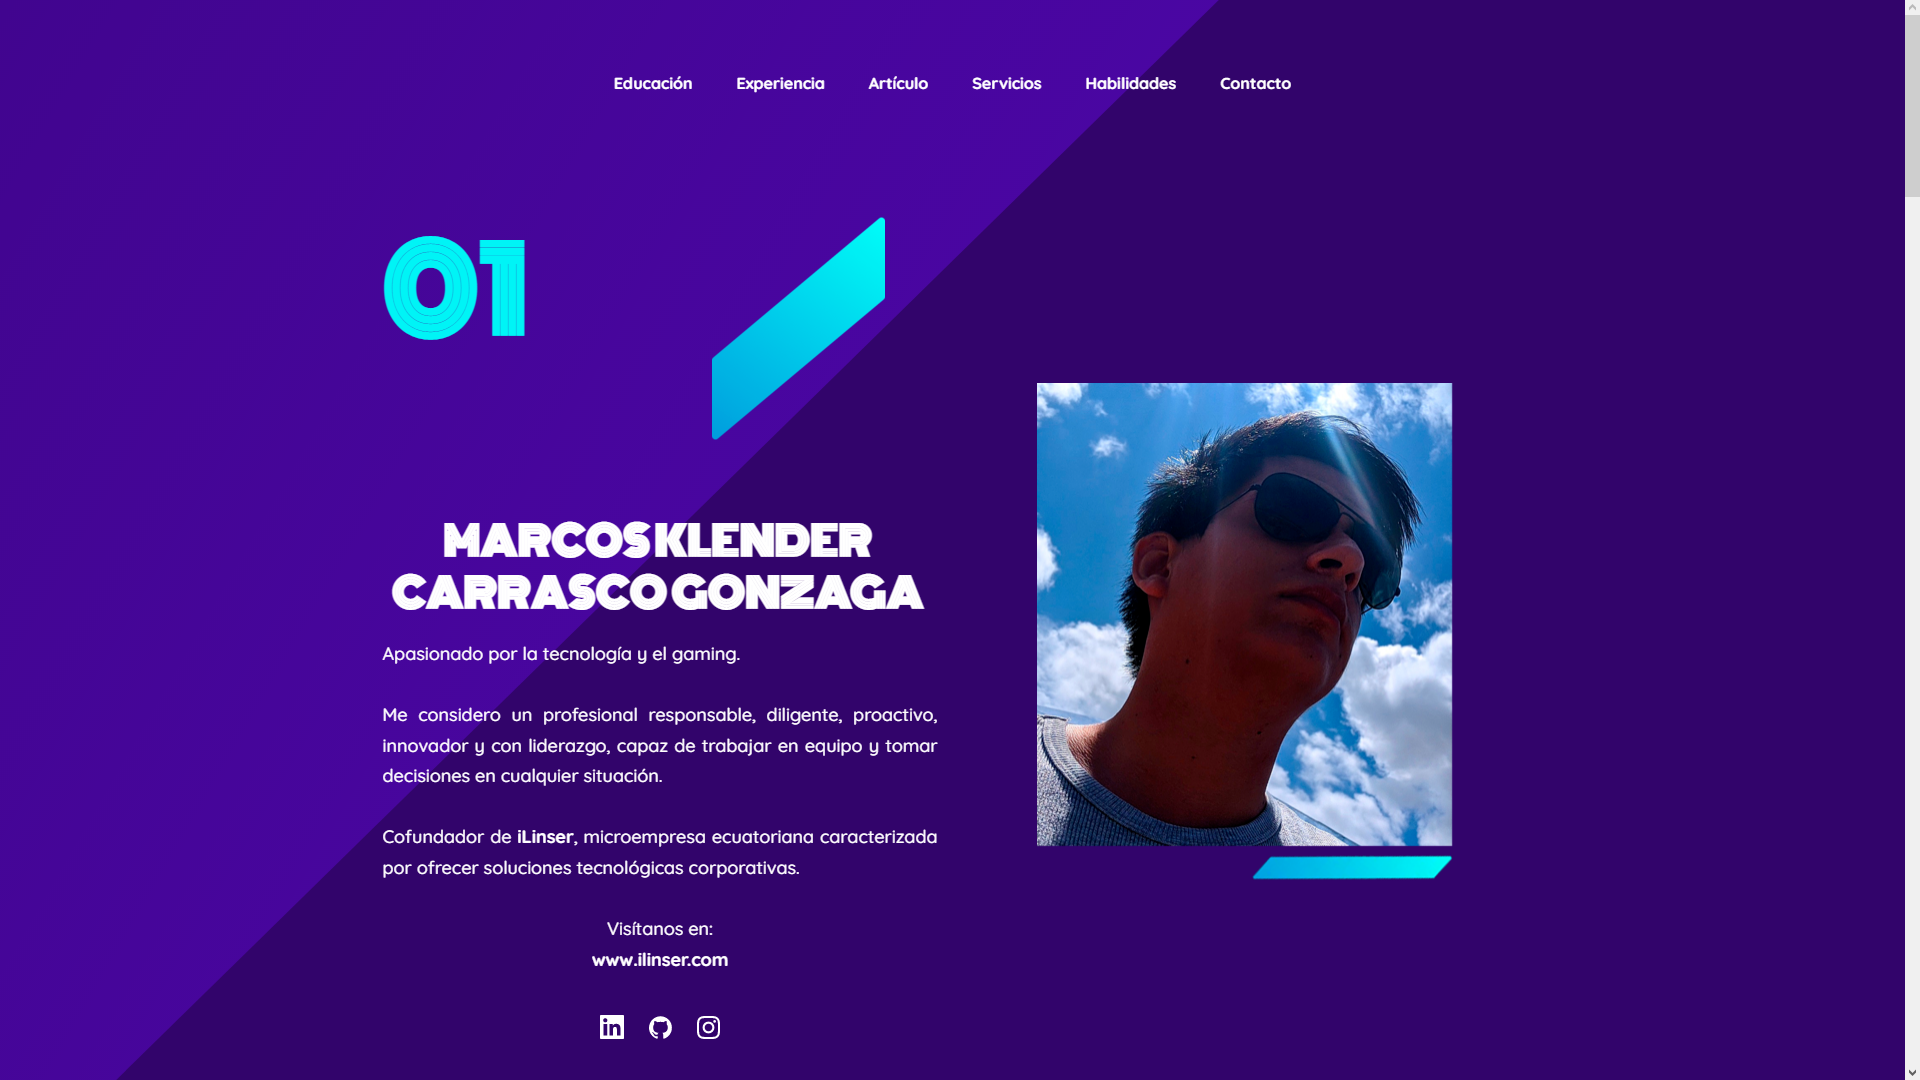 Educación Experiencia Artículo Servicios Habilidades Contacto
01
MARCOS KLENDER
CARRASCO GONZAGA
Apasionado por la tecnología y el gaming.
Me considero un profesional responsable, diligente, proactivo,
innovador y con liderazgo, capaz de trabajar en equipo y tomar
decisiones en cualquier situación.
Cofundador de iLinser, microempresa ecuatoriana caracterizada
por ofrecer soluciones tecnológicas corporativas.
Visítanos en:
www.ilinser.com